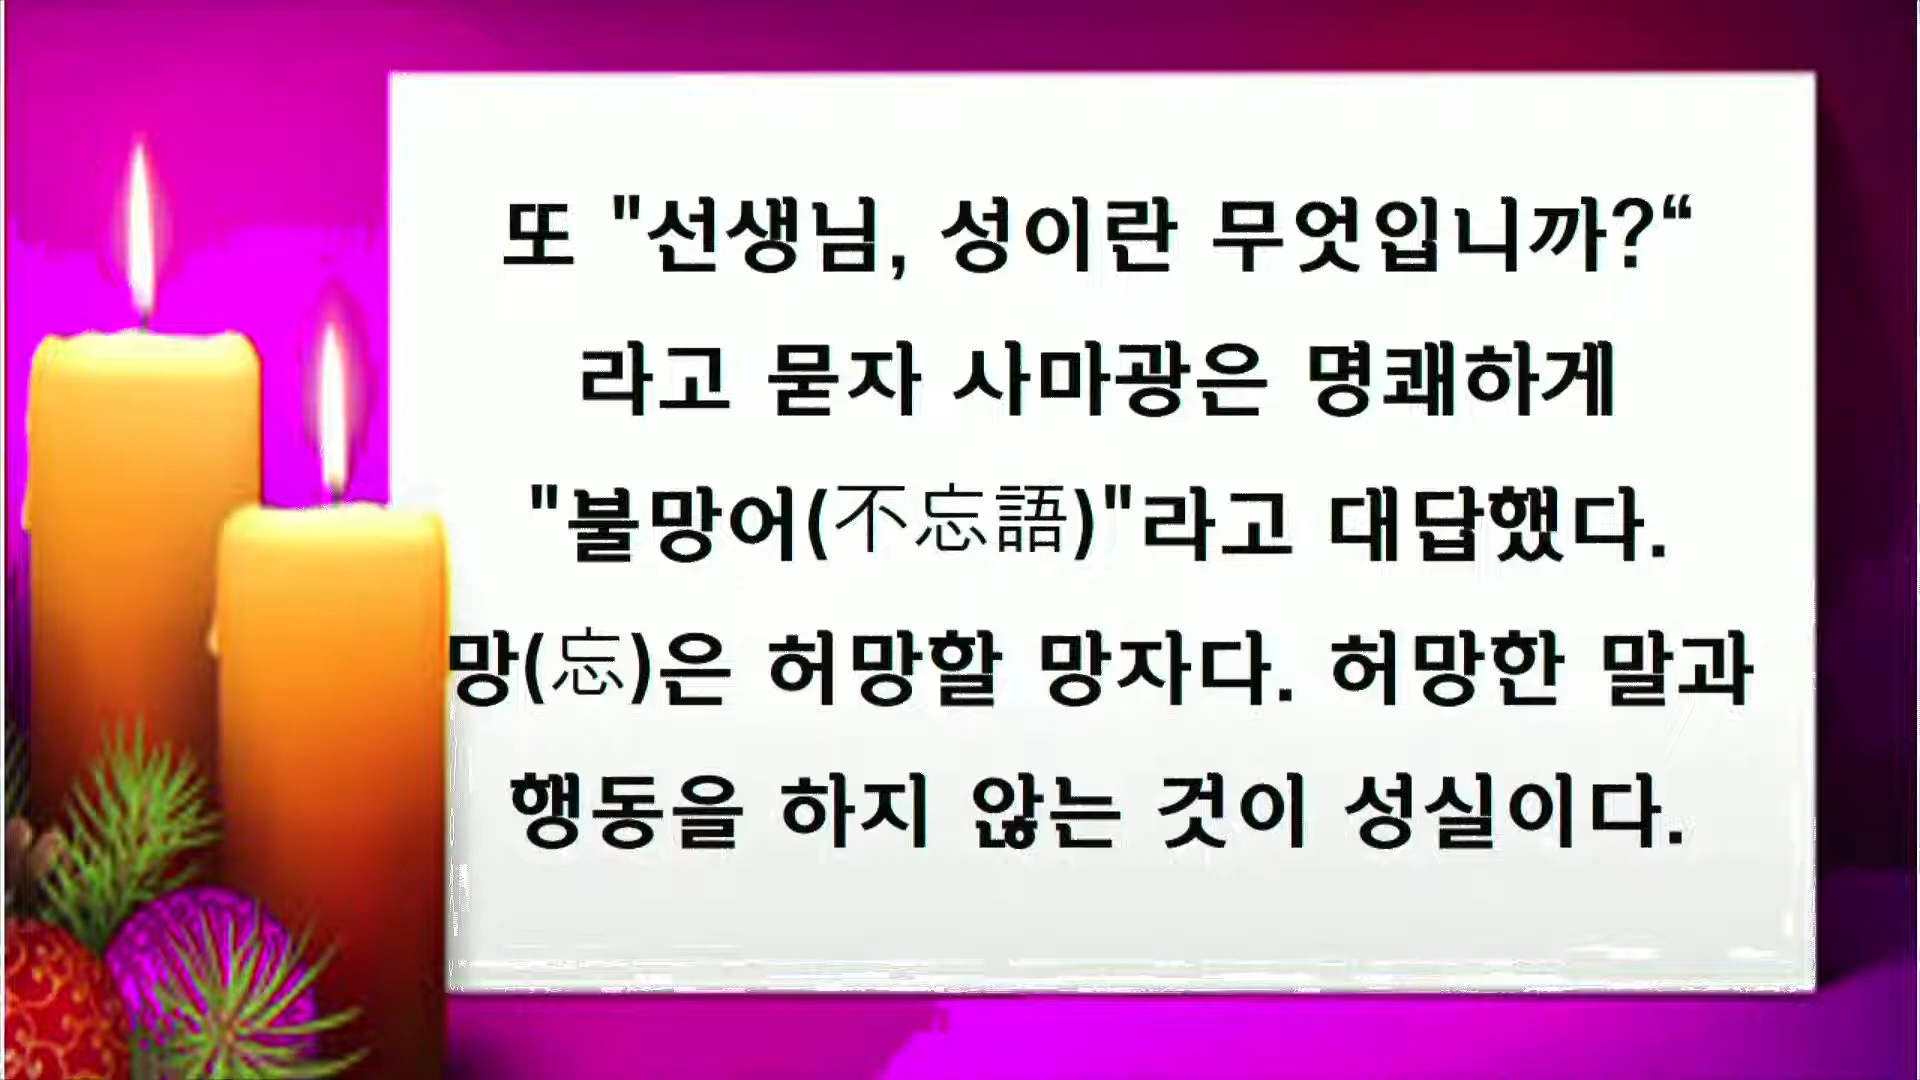 또 "선생님, 성이란 무엇입니까?“
라고 묻자 사마광은 명쾌하게
"불망어(不忘語)"라고 대답했다.
망(忘)은 허망할 망자다. 허망한 말과
행동을 하지 않는 것이 성실이다.